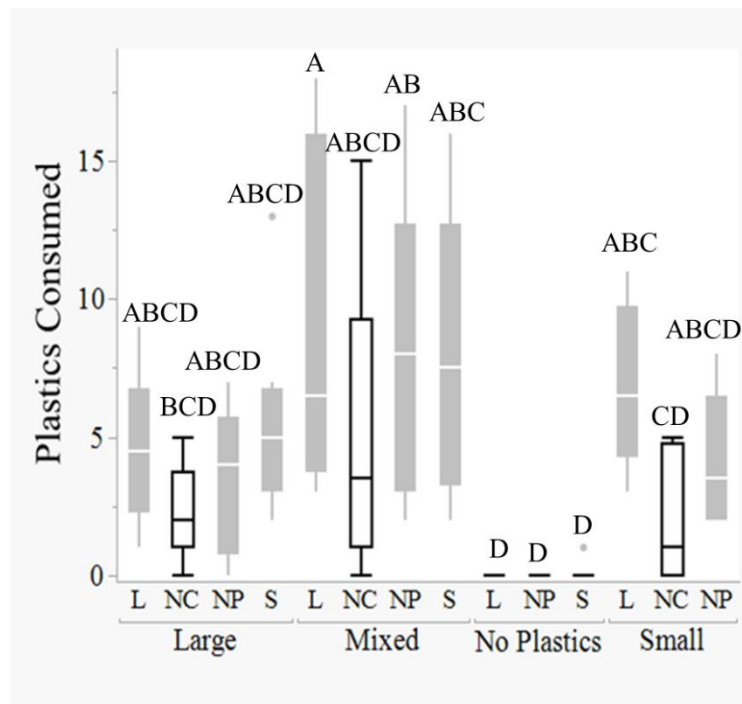 A
AB
ABC
ABCD
15
ABCD
ABC
10
ABCD
ABCD
ABCD
BCD
CD
5
D D D
0
L NC NP S L NC NP S L NP S L NC NP
Large Mixed No Plastics Small
Plastics Consumed